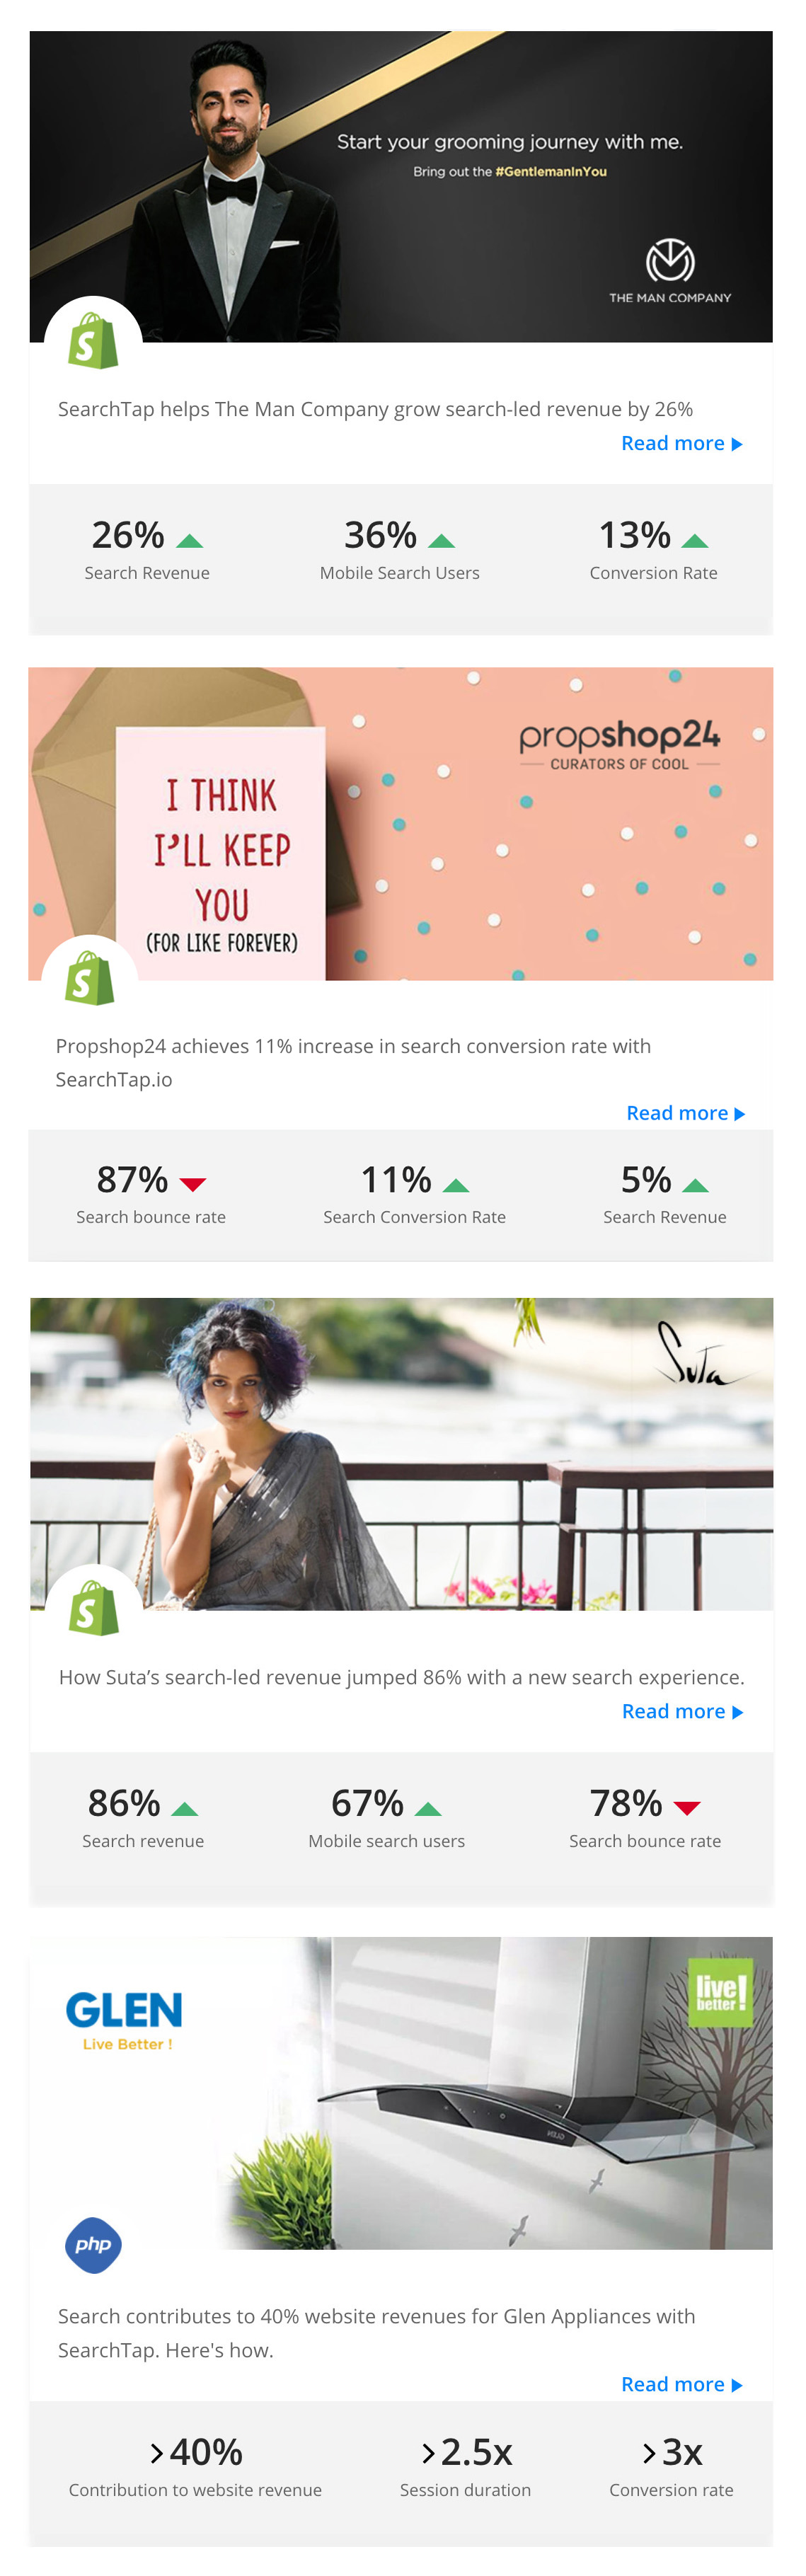 Start your grooming journey with me.
Bring out the #GentlemanInYou
THE MAN COMPANY
S
SearchTap helps The Man Company grow search-led revenue by 26%
Read more
26%
36%
13%
Search Revenue
Mobile Search Users
Conversion Rate
propshop24
CURATORS OF COOL
I THINK
I'LL KEEP
YOU
(FOR LIKE FOREVER)
S
Propshop24 achieves 11% increase in search conversion rate with
SearchTap.io
Read more
87%
11%
5%
Search bounce rate
Search Conversion Rate
Search Revenue
Suta
S
How Suta’s search-led revenue jumped 86% with a new search experience.
Read more
86%
67%
78%
Search revenue
Mobile search users
Search bounce rate
GLEN
Live Better !
live!
better
GLEN
php
Search contributes to 40% website revenues for Glen Appliances with
SearchTap. Here's how.
Read more
>40%
>2.5x
>3x
Contribution to website revenue
Session duration
Conversion rate